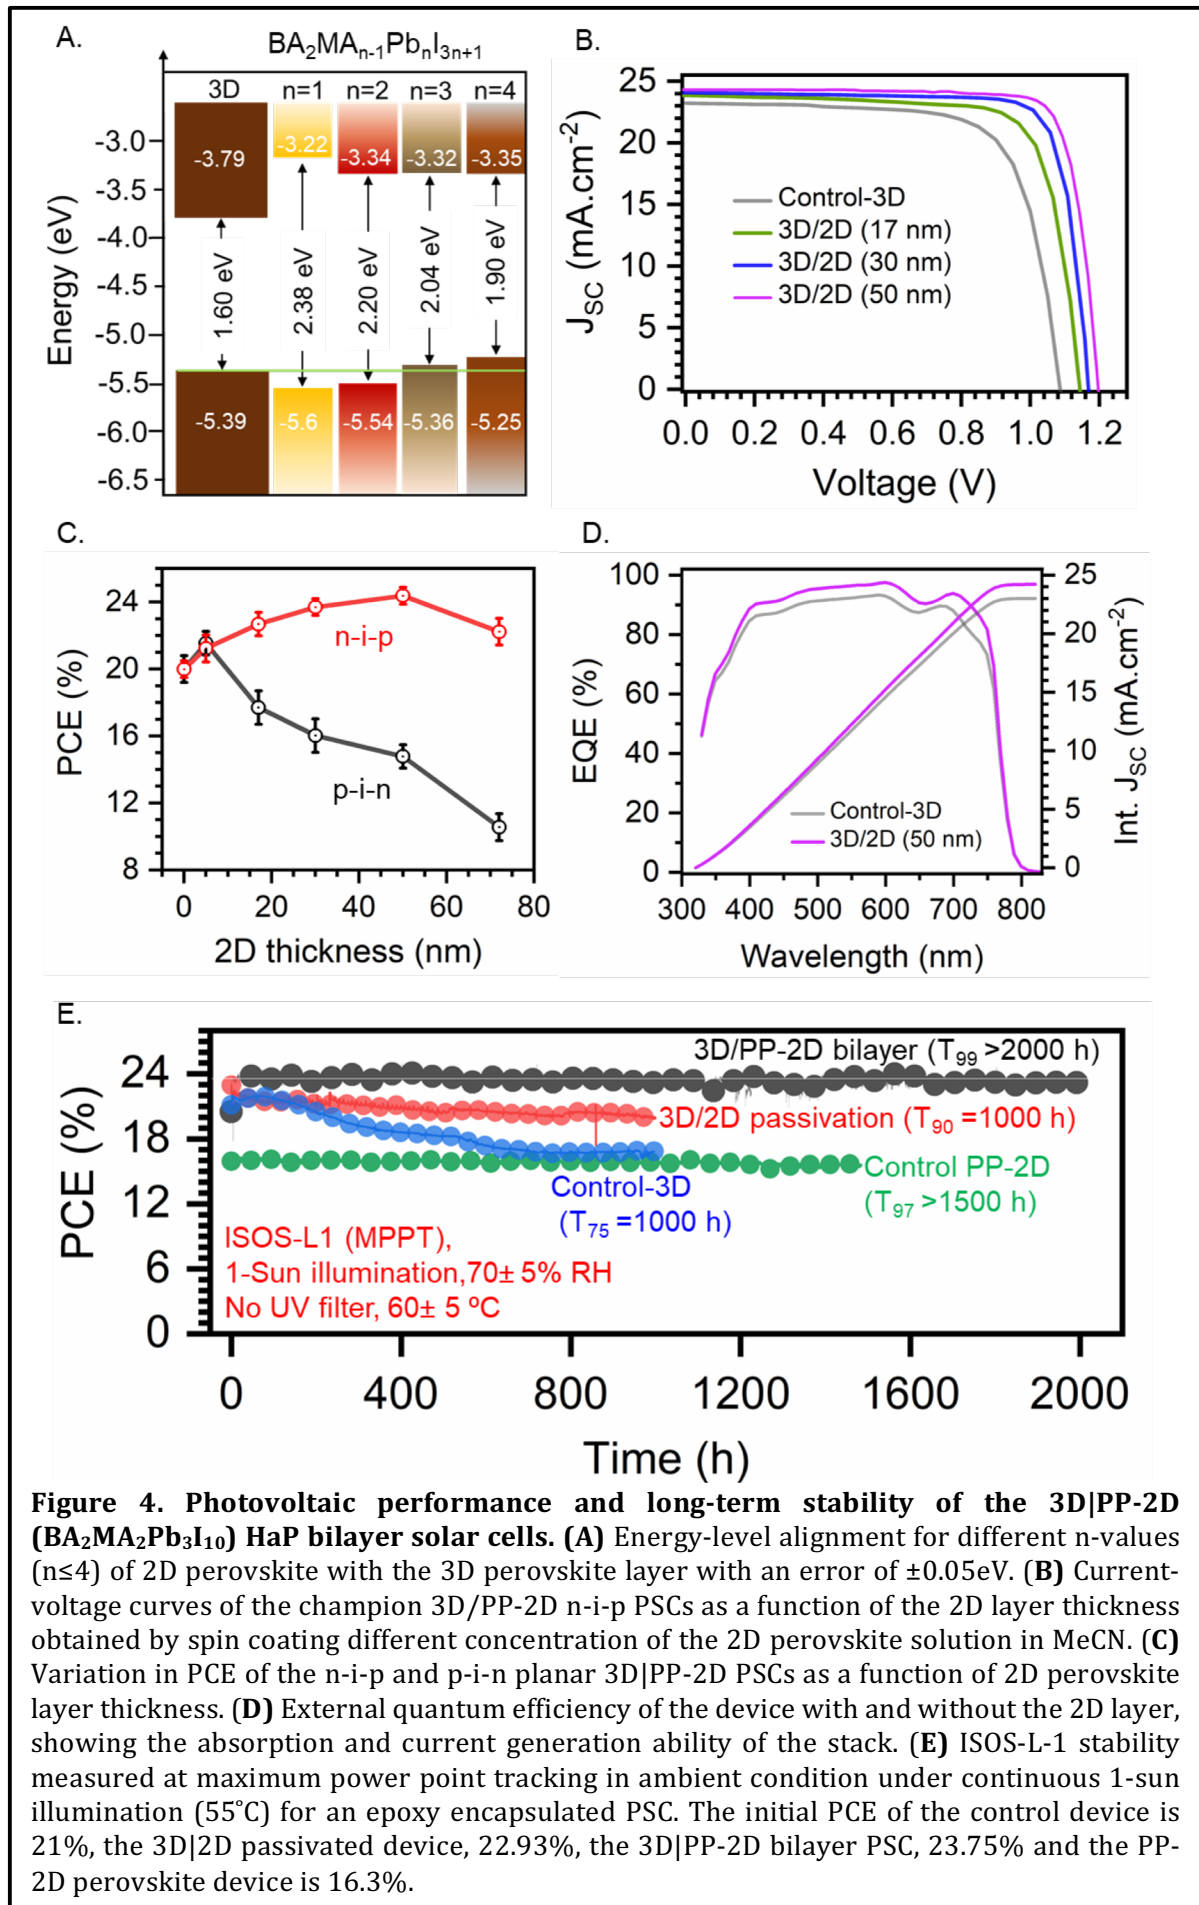 A.
BA₂MAₙ₋₁PbₙI₃ₙ₊₁
3D n=1 n=2 n=3 n=4
Energy (eV)
-3.0
-3.5
-4.0
-4.5
-5.0
-5.5
-6.0
-6.5
-3.79 -3.22 -3.34 -3.32 -3.35
1.60 eV 2.38 eV 2.20 eV 2.04 eV 1.90 eV
-5.39 -5.6 -5.54 -5.36 -5.25
B.
J_SC (mA.cm⁻²)
25
20
15
10
5
0
Control-3D
3D/2D (17 nm)
3D/2D (30 nm)
3D/2D (50 nm)
0.0 0.2 0.4 0.6 0.8 1.0 1.2
Voltage (V)
C.
PCE (%)
24
20
16
12
8
n-i-p
p-i-n
0 20 40 60 80
2D thickness (nm)
D.
EQE (%)
100
80
60
40
20
0
Control-3D
3D/2D (50 nm)
25
20
15
10
5
0
Int. J_SC (mA.cm⁻²)
300 400 500 600 700 800
Wavelength (nm)
E.
PCE (%)
24
18
12
6
0
3D/PP-2D bilayer (T₉₉ >2000 h)
3D/2D passivation (T₉₀ =1000 h)
Control-3D
(T₇₅ =1000 h)
Control PP-2D
(T₉₇ >1500 h)
ISOS-L1 (MPPT),
1-Sun illumination,70± 5% RH
No UV filter, 60± 5 ºC
0 400 800 1200 1600 2000
Time (h)
Figure 4. Photovoltaic performance and long-term stability of the 3D|PP-2D
(BA₂MA₂Pb₃I₁₀) HaP bilayer solar cells. (A) Energy-level alignment for different n-values
(n≤4) of 2D perovskite with the 3D perovskite layer with an error of ±0.05eV. (B) Current-
voltage curves of the champion 3D/PP-2D n-i-p PSCs as a function of the 2D layer thickness
obtained by spin coating different concentration of the 2D perovskite solution in MeCN. (C)
Variation in PCE of the n-i-p and p-i-n planar 3D|PP-2D PSCs as a function of 2D perovskite
layer thickness. (D) External quantum efficiency of the device with and without the 2D layer,
showing the absorption and current generation ability of the stack. (E) ISOS-L-1 stability
measured at maximum power point tracking in ambient condition under continuous 1-sun
illumination (55˚C) for an epoxy encapsulated PSC. The initial PCE of the control device is
21%, the 3D|2D passivated device, 22.93%, the 3D|PP-2D bilayer PSC, 23.75% and the PP-
2D perovskite device is 16.3%.